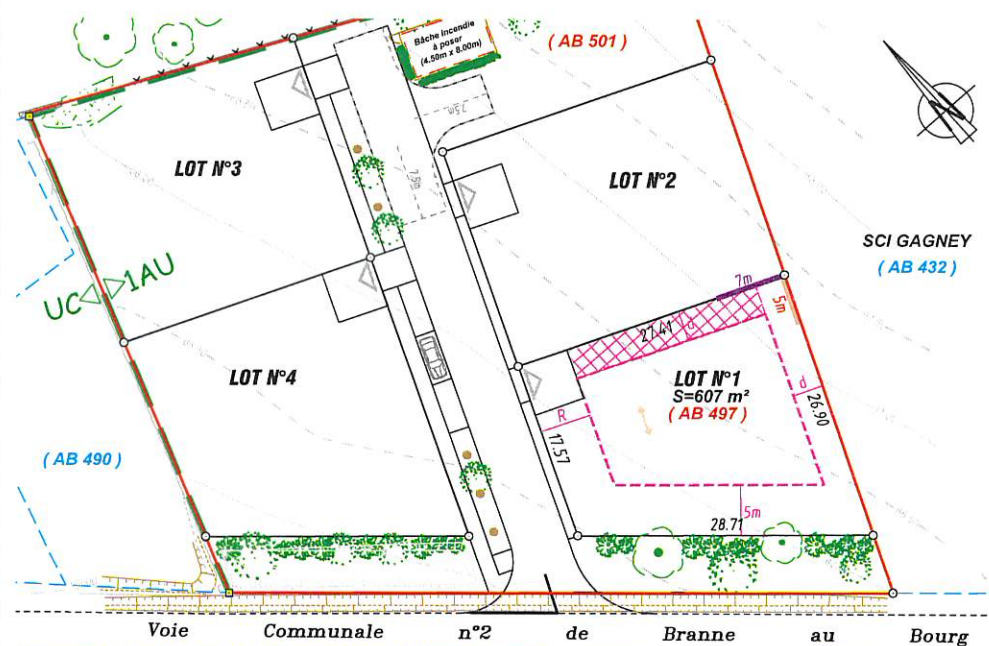 Bâche Incendie
à poser
(4.50m x 8.00m)
( AB 501 )
7.5m
7.5m
LOT N°3
LOT N°2
SCI GAGNEY
( AB 432 )
UC 1AU
7m
5m
27.41
d
LOT N°4
LOT N°1
S=607 m²
( AB 497 )
d
26.90
R
17.57
( AB 490 )
5m
28.71
Voie Communale n°2 de Branne au Bourg